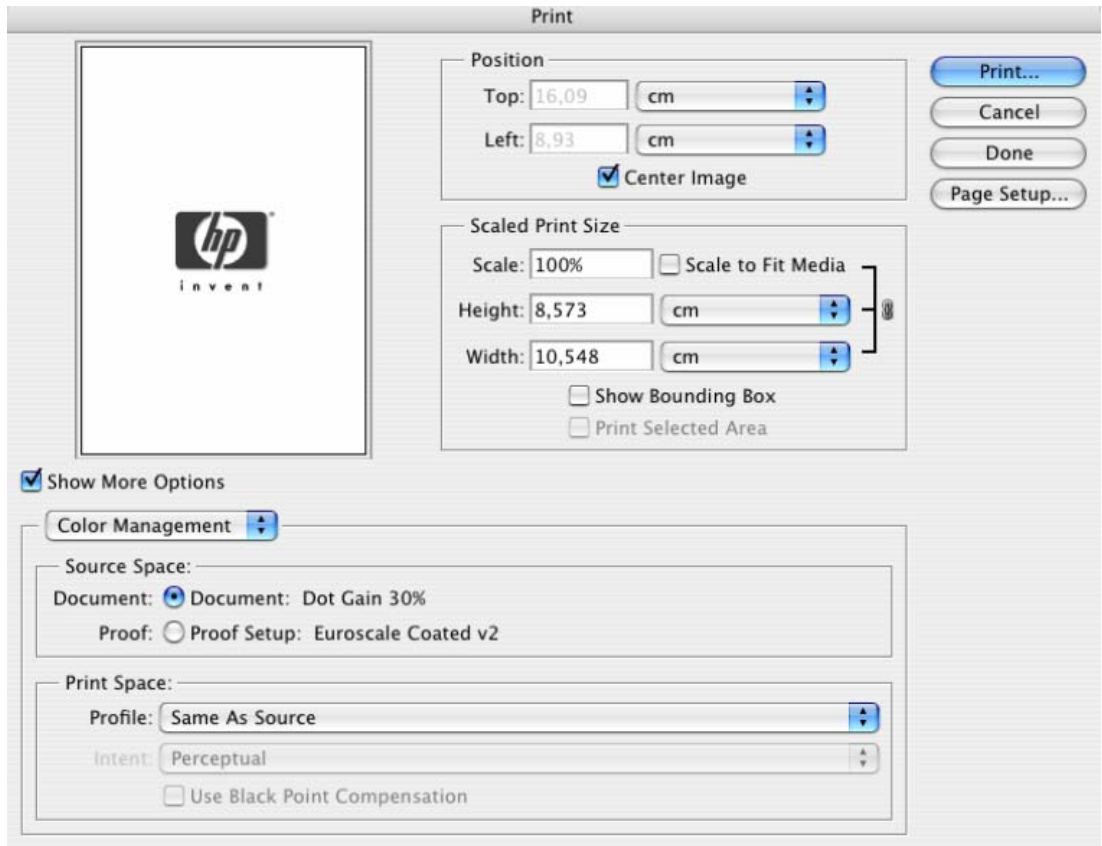 Print
hp
invent
Position
Top: 16,09 cm
Left: 8,93 cm
Center Image
Print...
Cancel
Done
Page Setup...
Scaled Print Size
Scale: 100% Scale to Fit Media
Height: 8,573 cm
Width: 10,548 cm
Show Bounding Box
Print Selected Area
Show More Options
Color Management
Source Space:
Document: Document: Dot Gain 30%
Proof: Proof Setup: Euroscale Coated v2
Print Space:
Profile: Same As Source
Intent: Perceptual
Use Black Point Compensation